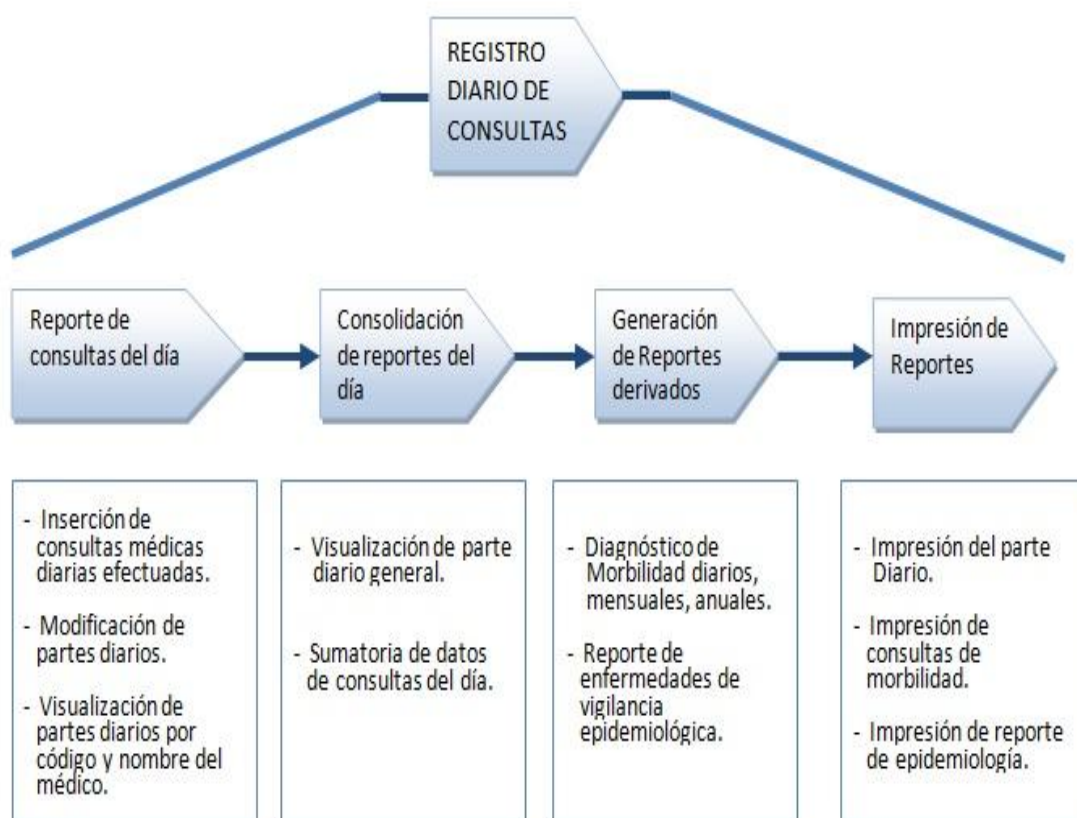 REGISTRO
DIARIO DE
CONSULTAS
Reporte de
consultas del día
Consolidación
de reportes del
día
Generación
de Reportes
derivados
Impresión de
Reportes
- Inserción de
consultas médicas
diarias efectuadas.
- Modificación de
partes diarios.
- Visualización de
partes diarios por
código y nombre del
médico.
- Visualización de parte
diario general.
- Sumatoria de datos
de consultas del día.
- Diagnóstico de
Morbilidad diarios,
mensuales, anuales.
- Reporte de
enfermedades de
vigilancia
epidemiológica.
- Impresión del parte
Diario.
- Impresión de
consultas de
morbilidad.
- Impresión de reporte
de epidemiología.